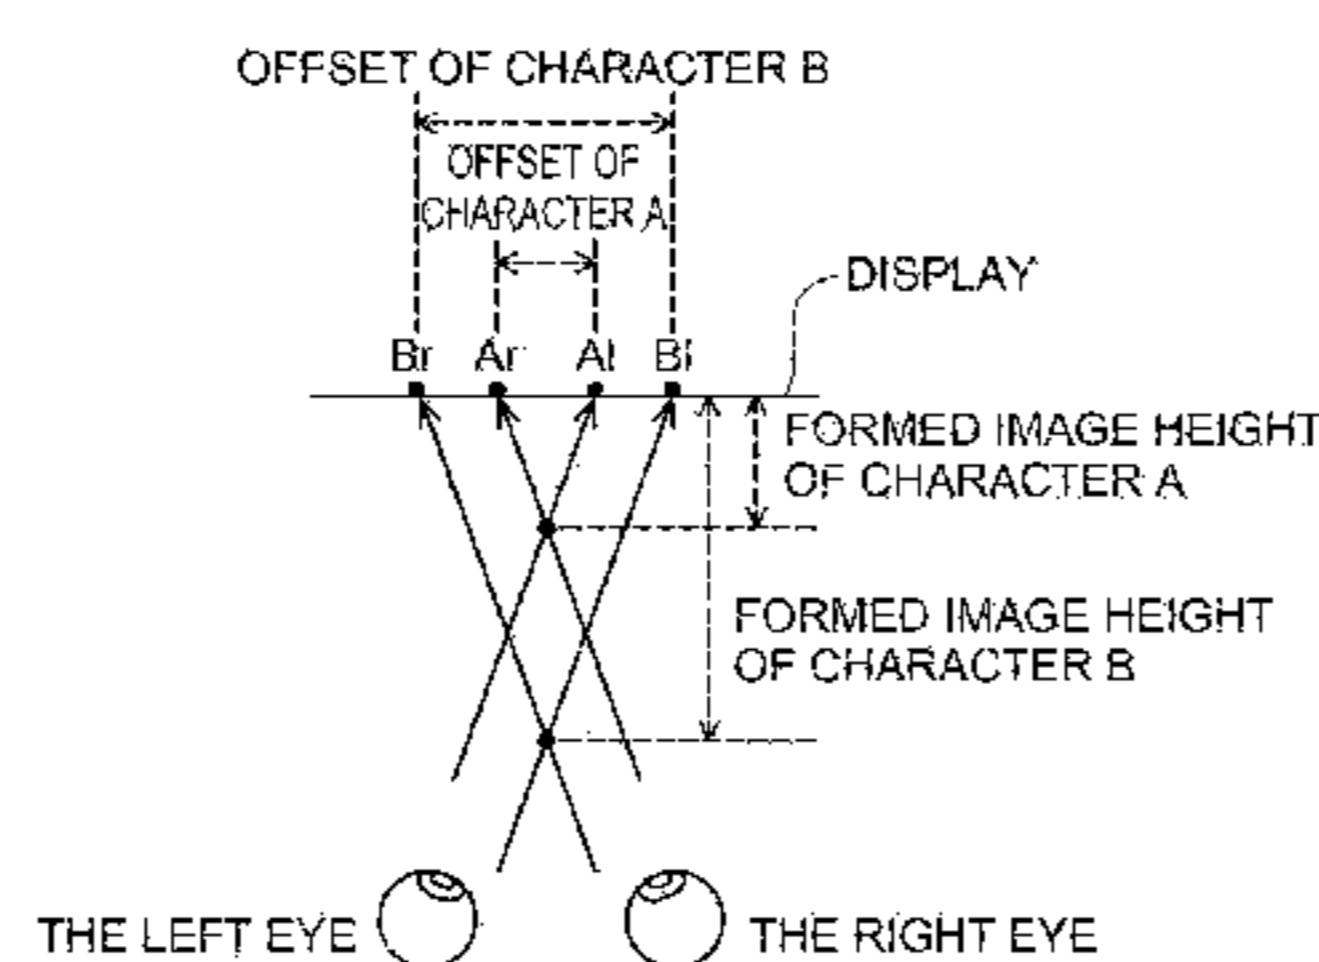 OFFSET OF CHARACTER B
OFFSET OF
CHARACTER A
DISPLAY
Br Ar Al Bl
FORMED IMAGE HEIGHT
OF CHARACTER A
FORMED IMAGE HEIGHT
OF CHARACTER B
THE LEFT EYE
THE RIGHT EYE